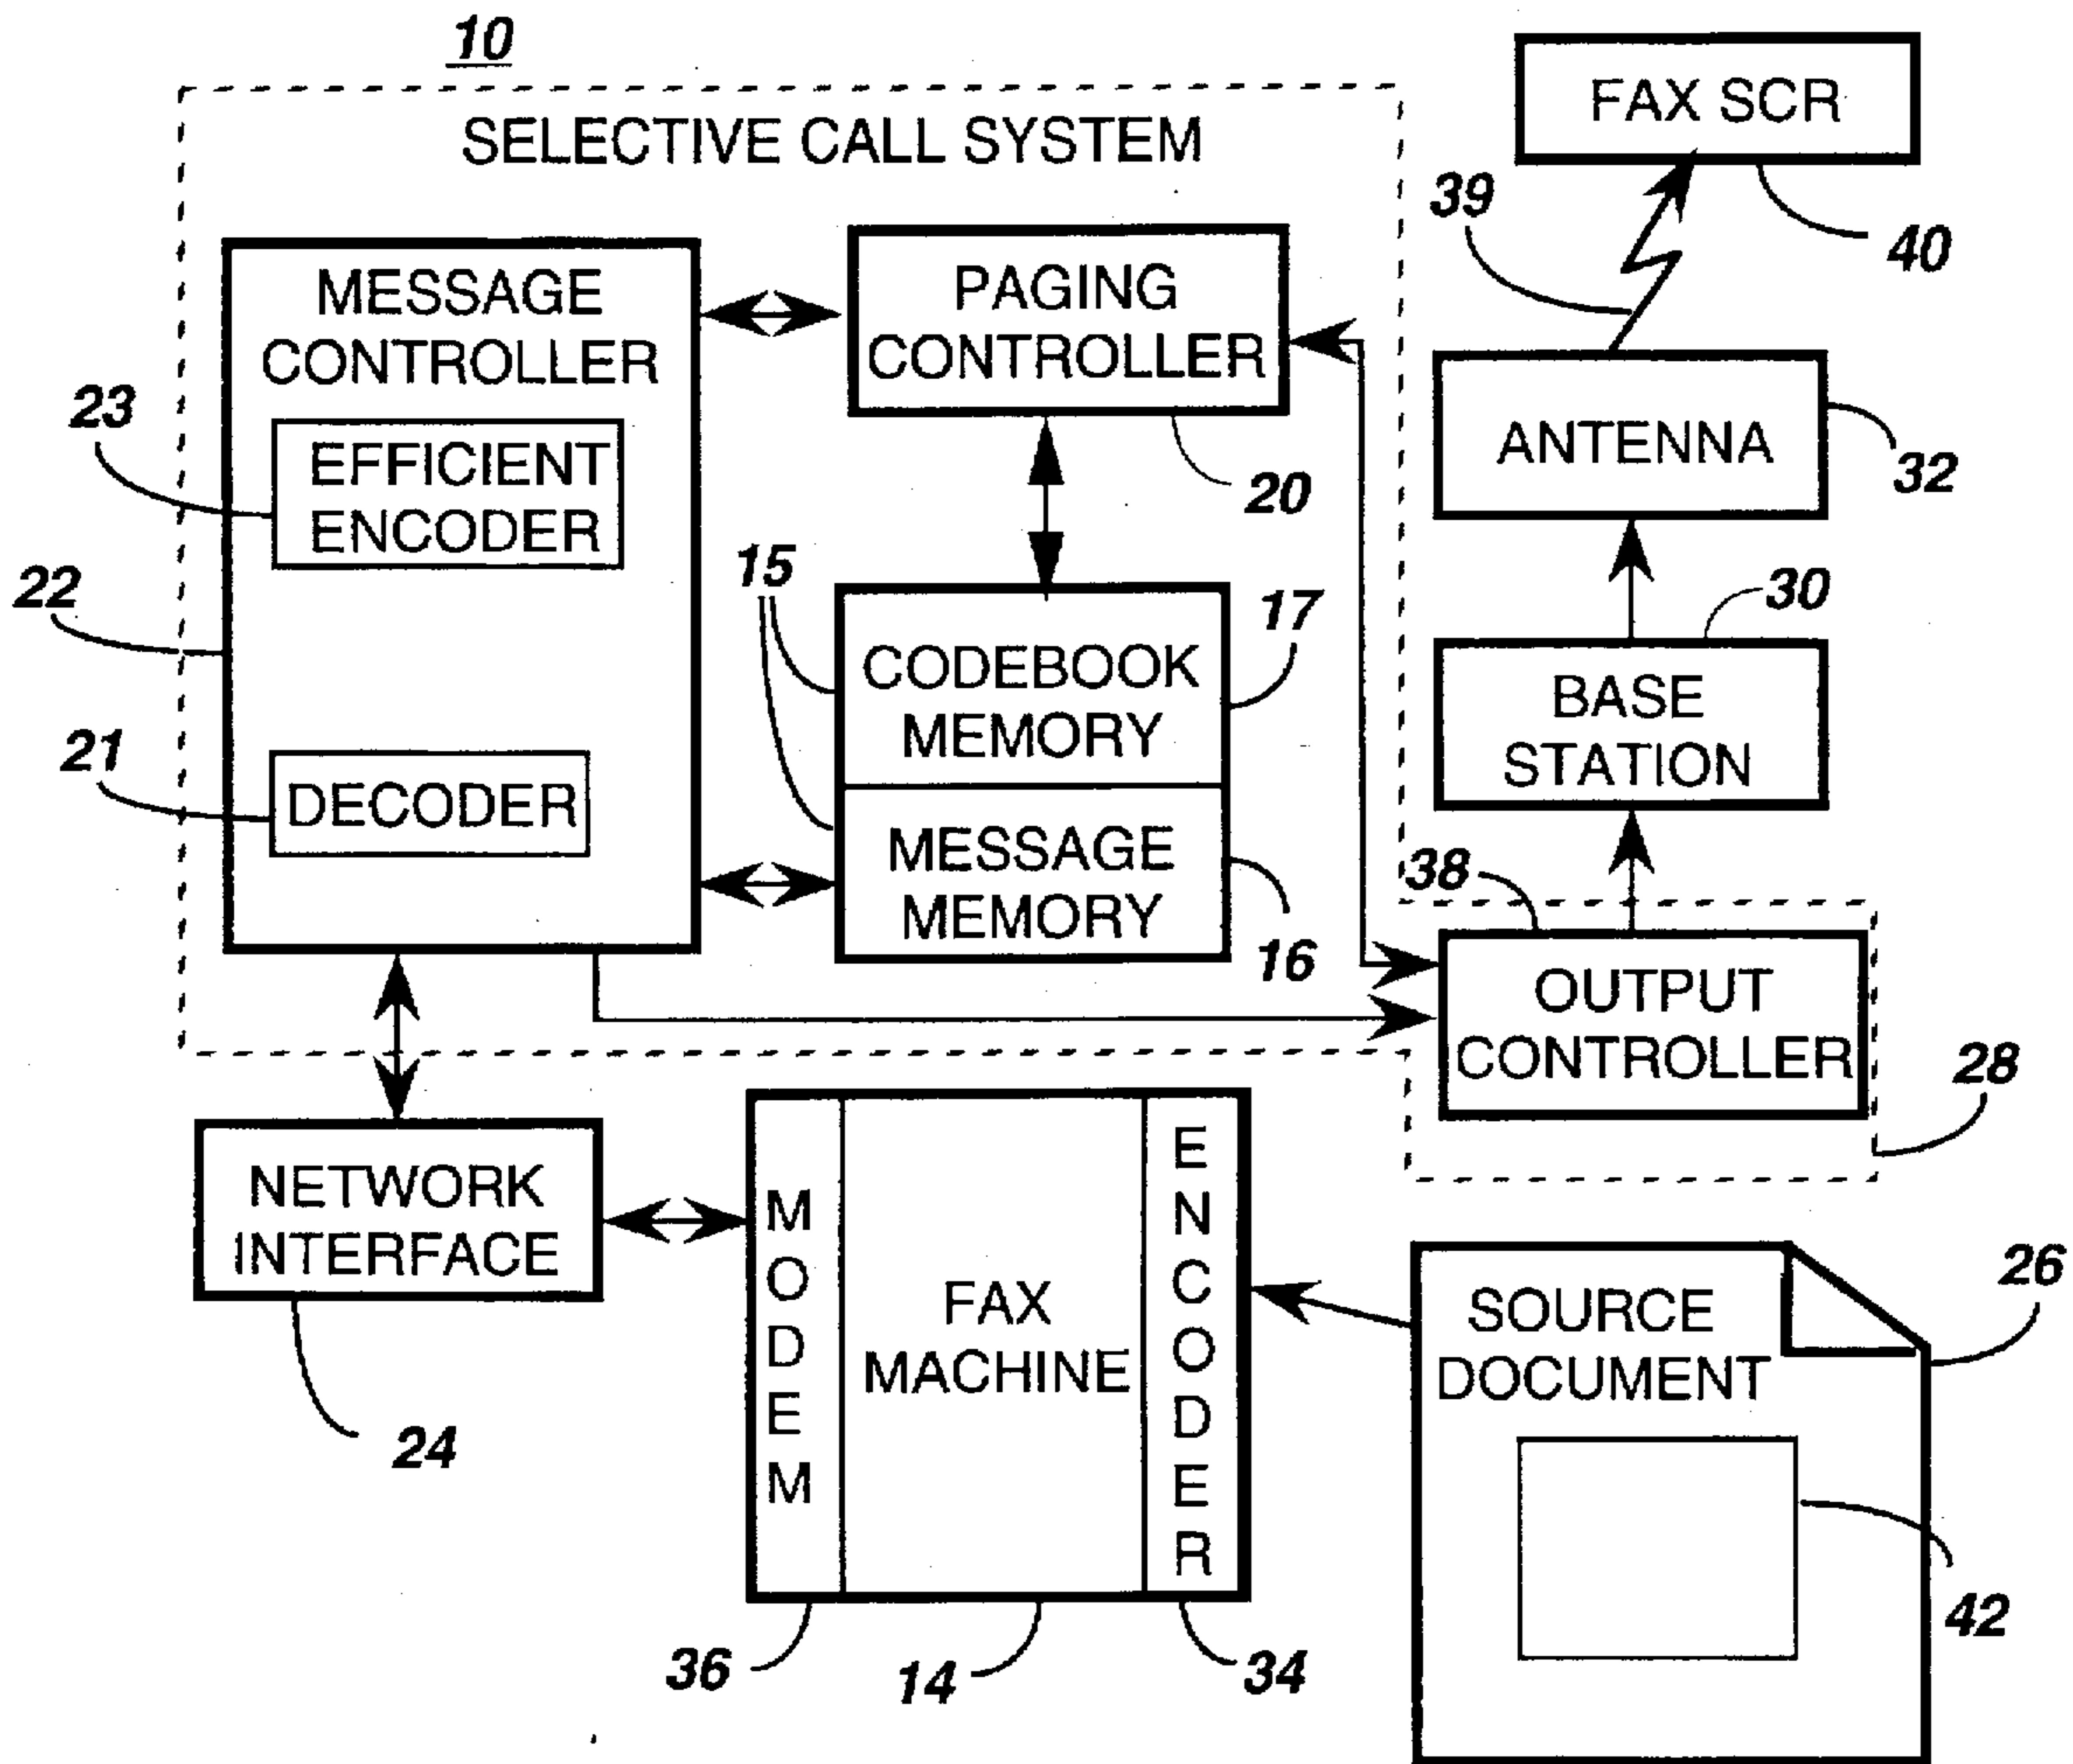 10
SELECTIVE CALL SYSTEM
FAX SCR
39
40
MESSAGE
CONTROLLER
PAGING
CONTROLLER
23
EFFICIENT
ENCODER
20
ANTENNA
32
15
22
17
30
CODEBOOK
MEMORY
BASE
STATION
21
DECODER
MESSAGE
MEMORY
38
16
OUTPUT
CONTROLLER
28
NETWORK
INTERFACE
24
MODEM
FAX
MACHINE
ENCODER
SOURCE
DOCUMENT
26
42
36
14
34